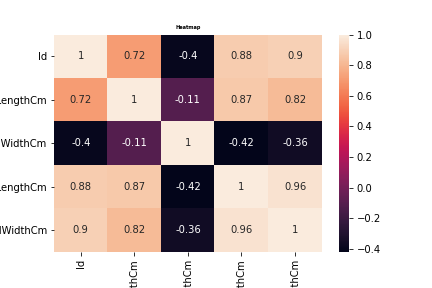 Heatmap
Id 1 0.72 -0.4 0.88 0.9
LengthCm 0.72 1 -0.11 0.87 0.82
WidthCm -0.4 -0.11 1 -0.42 -0.36
LengthCm 0.88 0.87 -0.42 1 0.96
lWidthCm 0.9 0.82 -0.36 0.96 1
Id thCm thCm thCm thCm
1.0
0.8
0.6
0.4
0.2
0.0
-0.2
-0.4